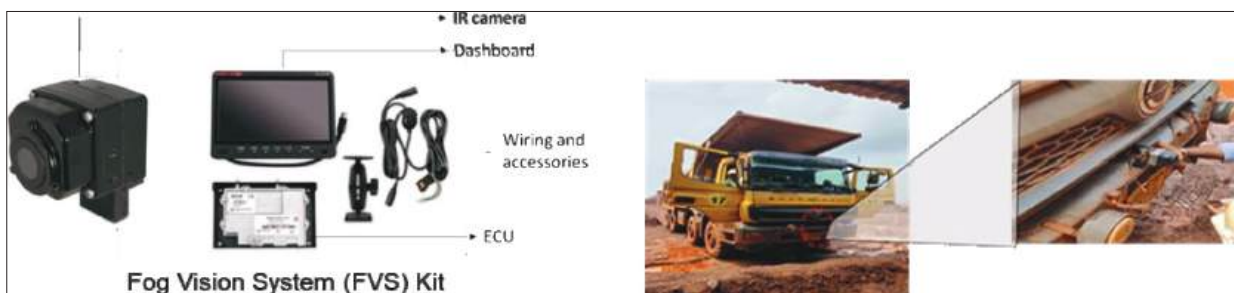 IR camera
Dashboard
Wiring and
accessories
ECU
Fog Vision System (FVS) Kit